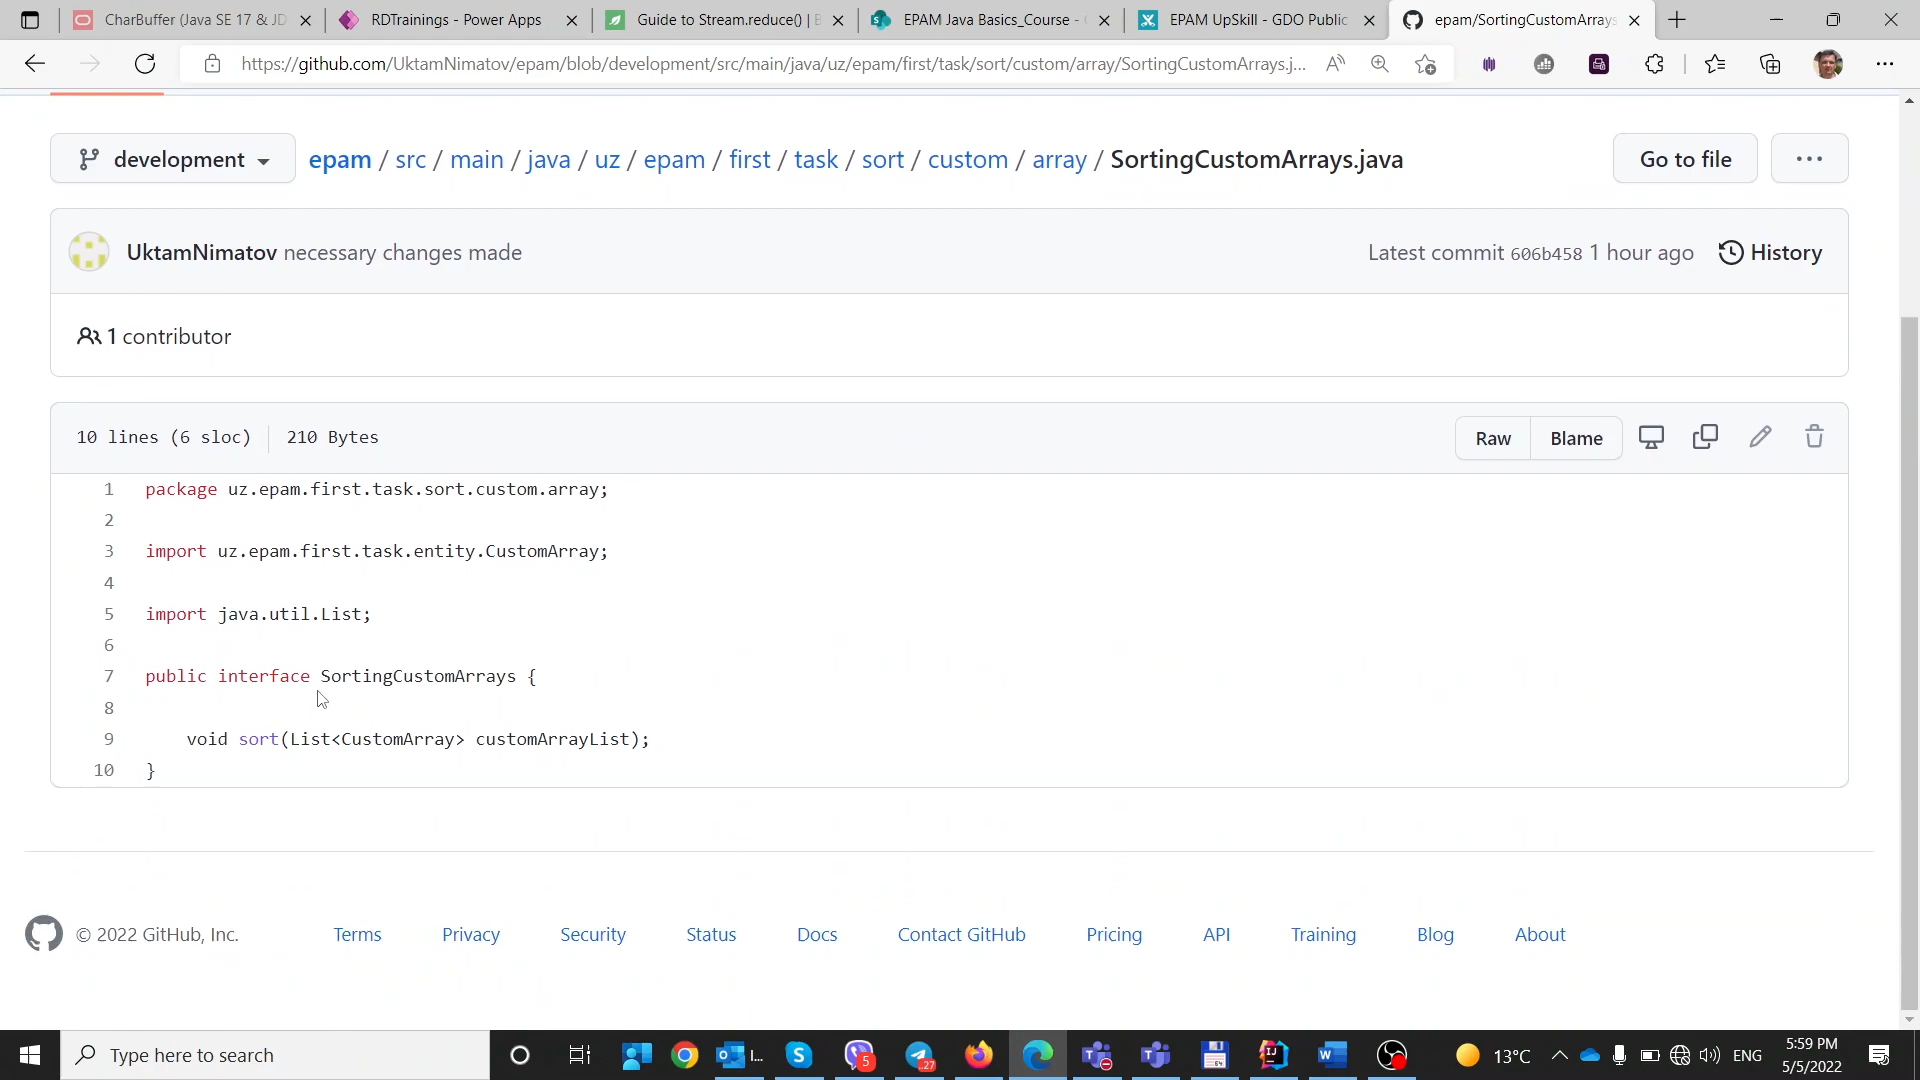 CharBuffer (Java SE 17 & JD
RDTrainings - Power Apps
Guide to Stream.reduce() | B
EPAM Java Basics_Course -
EPAM UpSkill - GDO Public
epam/SortingCustomArrays
https://github.com/UktamNimatov/epam/blob/development/src/main/java/uz/epam/first/task/sort/custom/array/SortingCustomArrays.j...
development
epam / src / main / java / uz / epam / first / task / sort / custom / array / SortingCustomArrays.java
Go to file
UktamNimatov necessary changes made
Latest commit 606b458 1 hour ago
History
1 contributor
10 lines (6 sloc)
210 Bytes
Raw
Blame
1 package uz.epam.first.task.sort.custom.array;
2
3 import uz.epam.first.task.entity.CustomArray;
4
5 import java.util.List;
6
7 public interface SortingCustomArrays {
8
9 void sort(List<CustomArray> customArrayList);
10 }
© 2022 GitHub, Inc.
Terms
Privacy
Security
Status
Docs
Contact GitHub
Pricing
API
Training
Blog
About
Type here to search
I...
5
..27
13°C
ENG
5:59 PM
5/5/2022